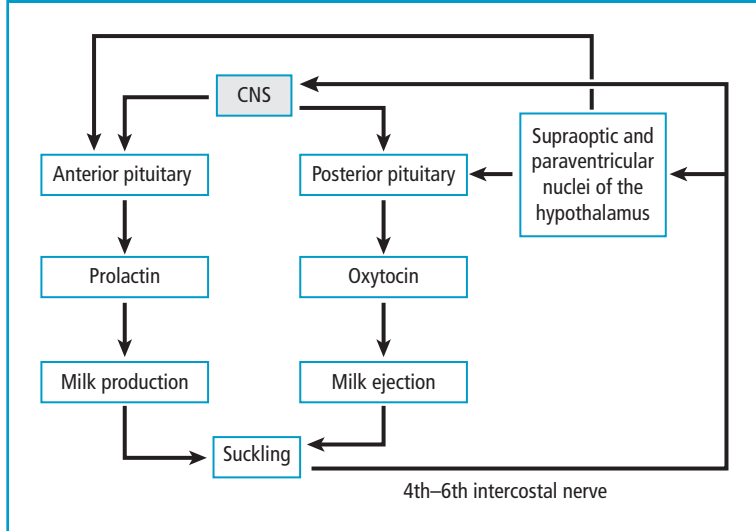 CNS
Supraoptic and
paraventricular
nuclei of the
hypothalamus
Anterior pituitary
Posterior pituitary
Prolactin
Oxytocin
Milk production
Milk ejection
Suckling
4th–6th intercostal nerve